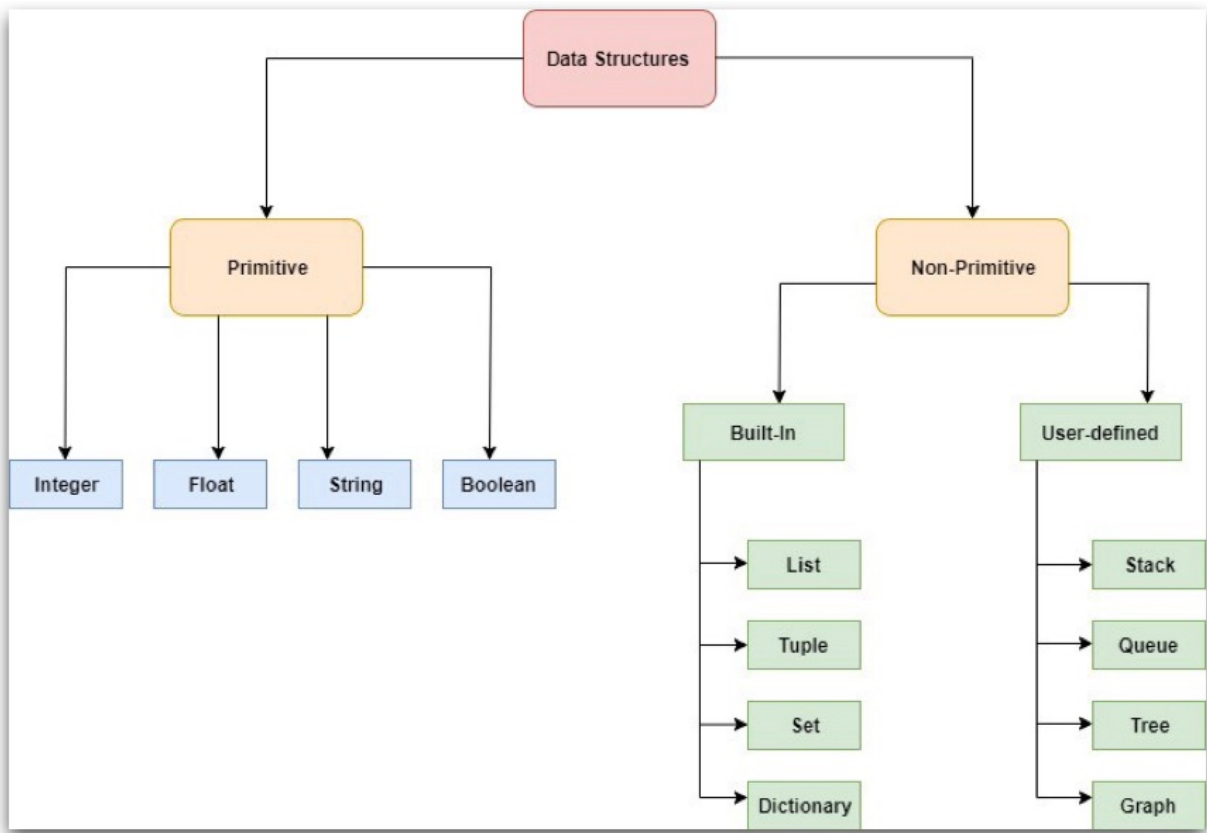 Data Structures
Primitive
Non-Primitive
Integer
Float
String
Boolean
Built-In
User-defined
List
Tuple
Set
Dictionary
Stack
Queue
Tree
Graph